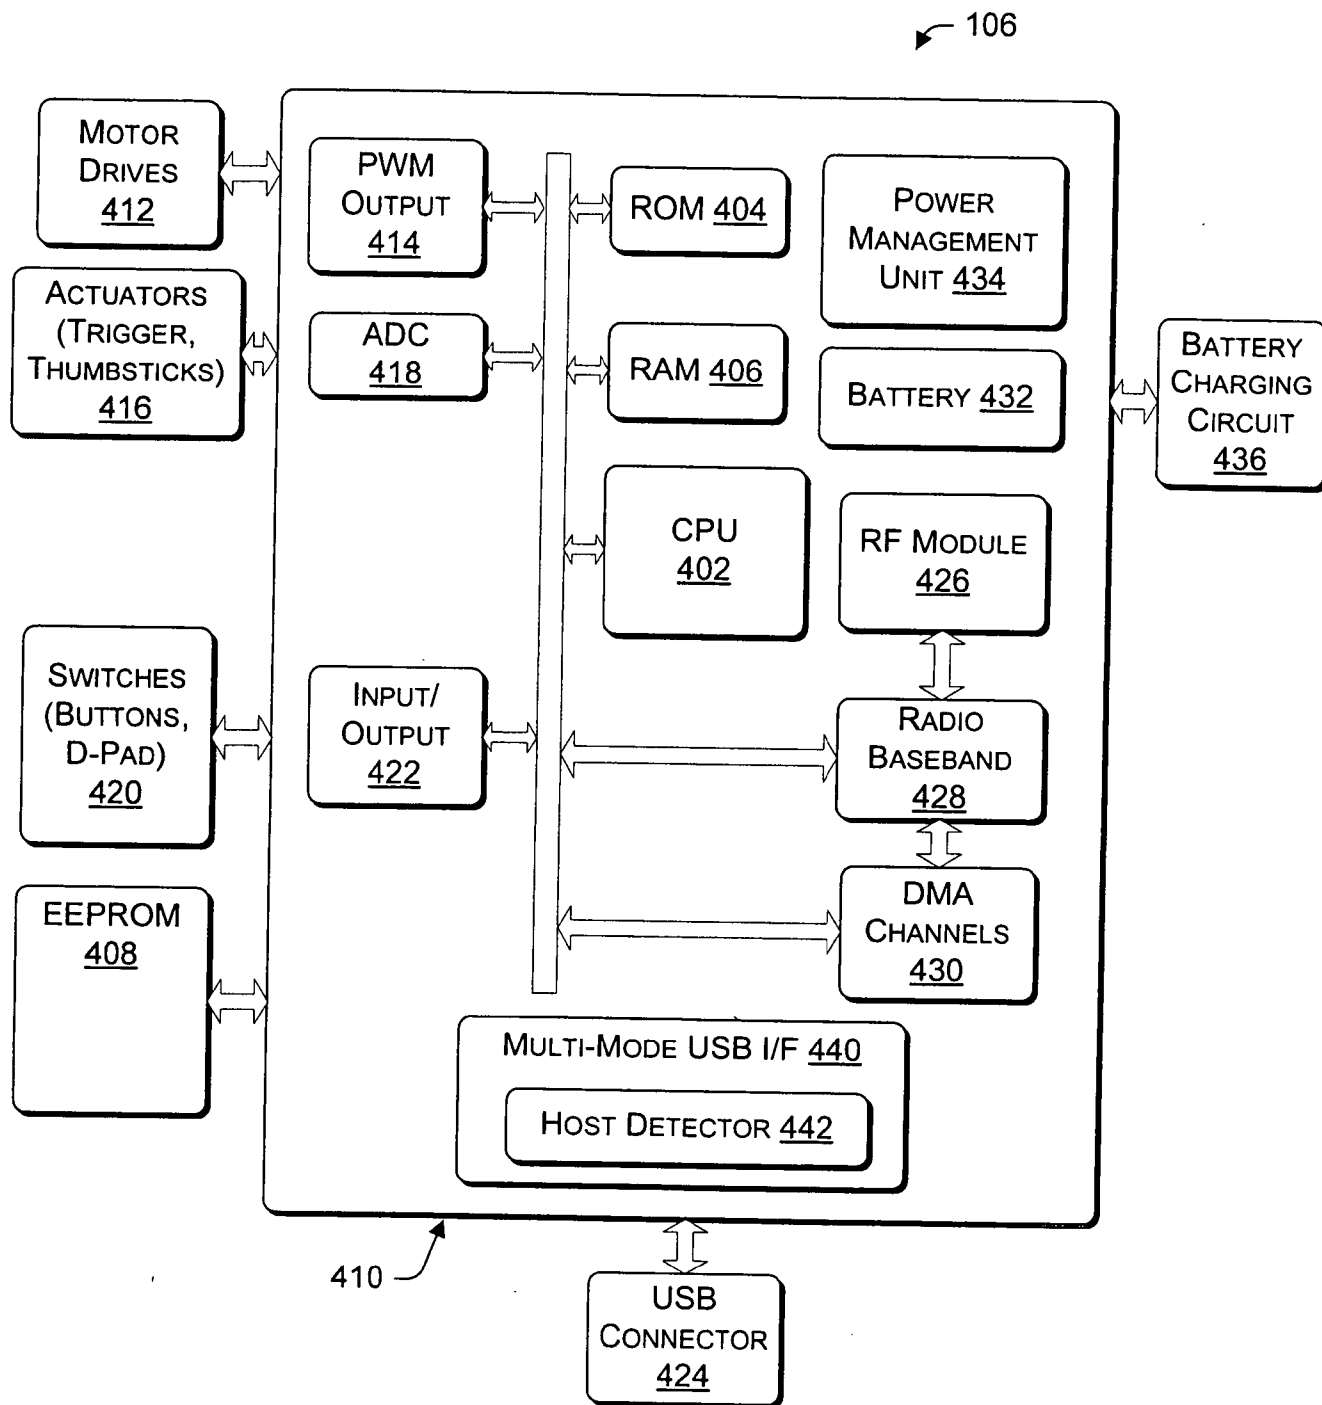 106
MOTOR
DRIVES
412
PWM
OUTPUT
414
ROM 404
POWER
MANAGEMENT
UNIT 434
ACTUATORS
(TRIGGER,
THUMBSTICKS)
416
ADC
418
RAM 406
BATTERY 432
BATTERY
CHARGING
CIRCUIT
436
CPU
402
RF MODULE
426
SWITCHES
(BUTTONS,
D-PAD)
420
INPUT/
OUTPUT
422
RADIO
BASEBAND
428
EEPROM
408
DMA
CHANNELS
430
MULTI-MODE USB I/F 440
HOST DETECTOR 442
410
USB
CONNECTOR
424